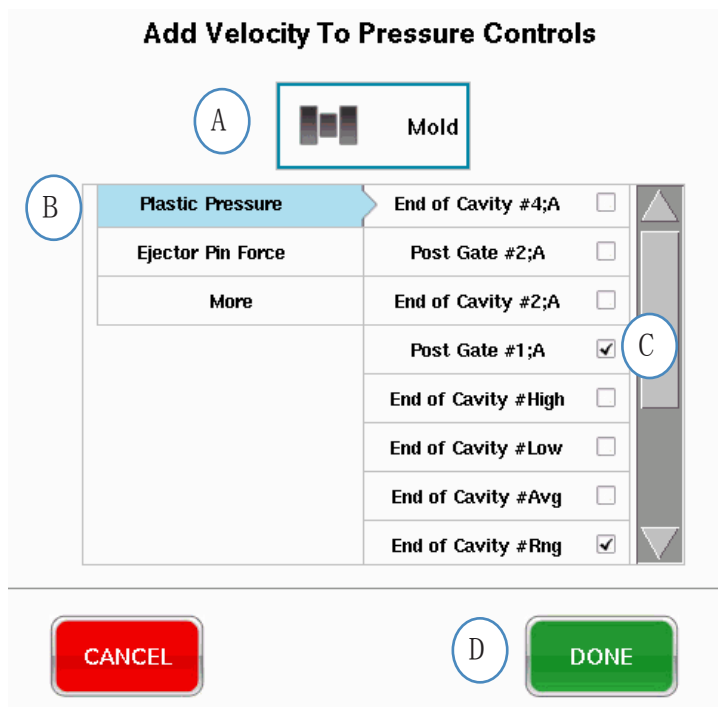 Add Velocity To Pressure Controls
A
Mold
B
Plastic Pressure
End of Cavity #4;A
Ejector Pin Force
Post Gate #2;A
More
End of Cavity #2;A
Post Gate #1;A
C
End of Cavity #High
End of Cavity #Low
End of Cavity #Avg
End of Cavity #Rng
CANCEL
D
DONE